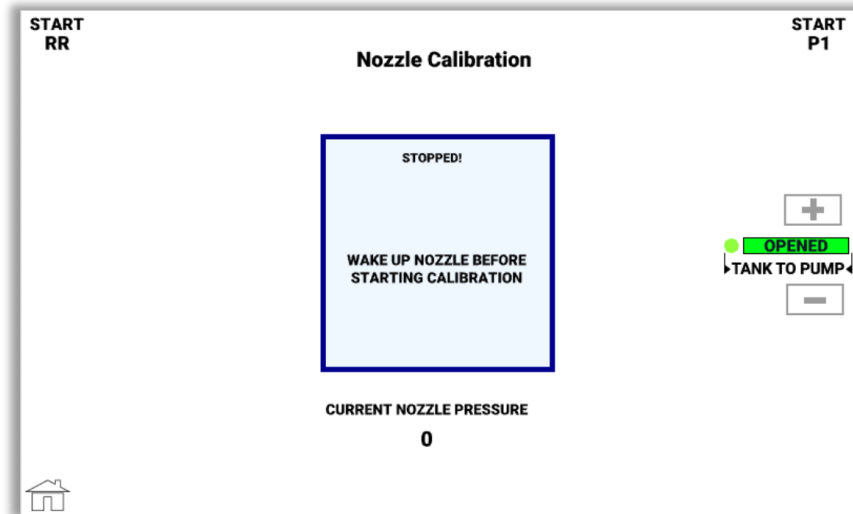 START
RR
START
P1
Nozzle Calibration
STOPPED!
WAKE UP NOZZLE BEFORE
STARTING CALIBRATION
OPENED
TANK TO PUMP
CURRENT NOZZLE PRESSURE
0